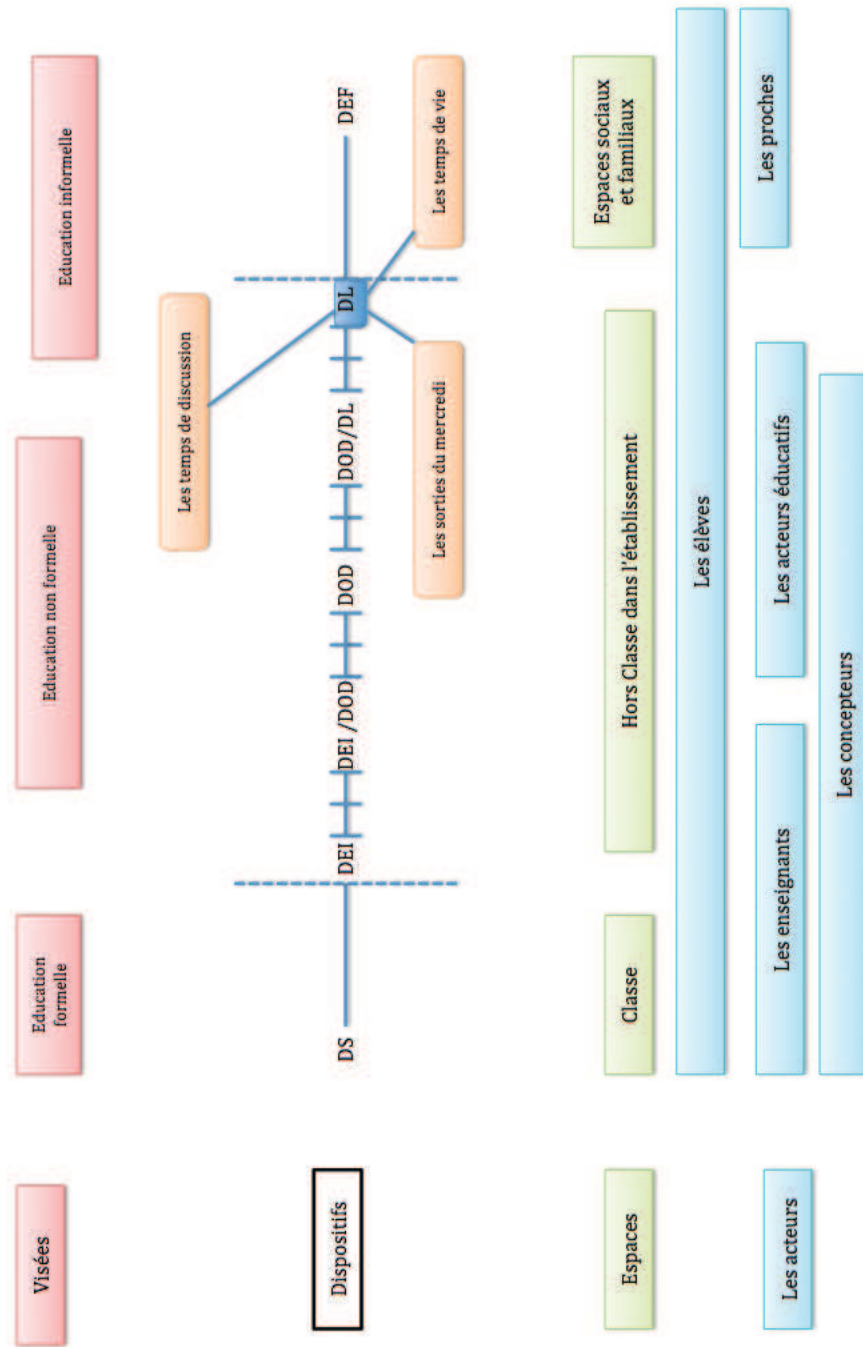 Visées
Education
formelle
Education non formelle
Education informelle
Les temps de discussion
Dispositifs
DS
DEI
DEI /DOD
DOD
DOD/DL
DL
DEF
Les sorties du mercredi
Les temps de vie
Espaces
Classe
Hors Classe dans l'établissement
Espaces sociaux
et familiaux
Les élèves
Les acteurs
Les enseignants
Les acteurs éducatifs
Les proches
Les concepteurs